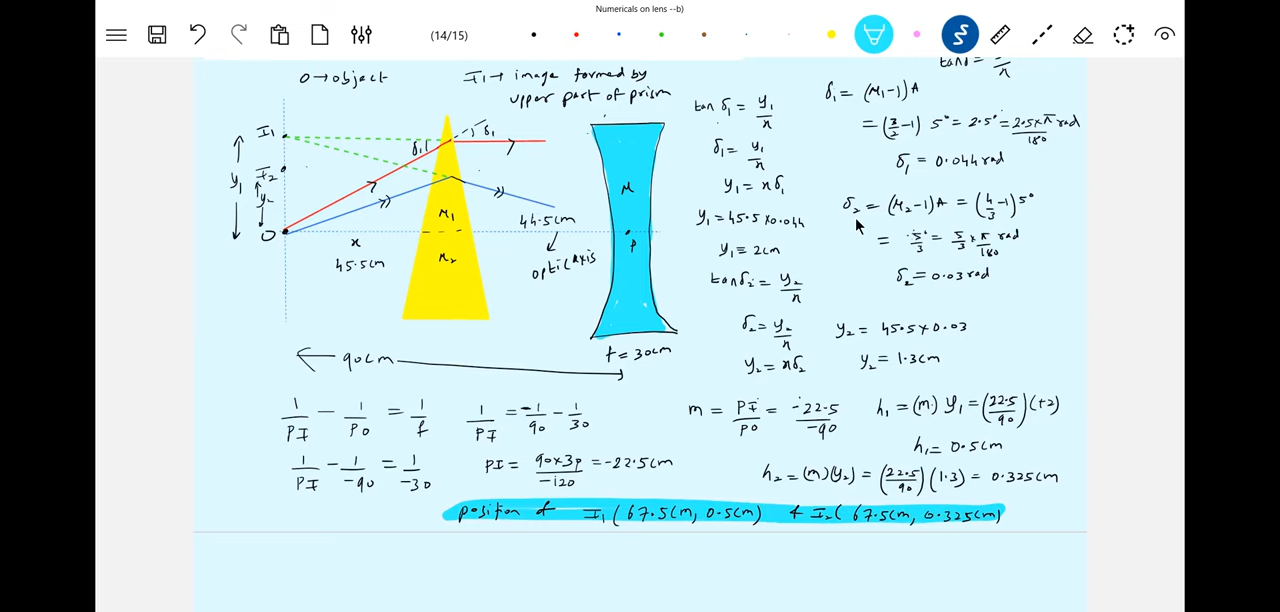 Numericals on lens --b)
(14/15)
O → object
I1 → image formed by
upper part of prism
I1
I2
y1
y2
O
δ1
δ1
μ1
μ2
x
45.5cm
44.5cm
optic axis
μ
P
f = 30cm
90cm
1/PI − 1/PO = 1/f
1/PI − 1/−90 = 1/−30
1/PI = −1/90 − 1/30
PI = 90×30/−120 = −22.5cm
tan δ1 = y1/x
δ1 = y1/x
y1 = xδ1
y1 = 45.5×0.044
y1 = 2cm
tan δ2 = y2/x
δ2 = y2/x
y2 = xδ2
δ1 = (μ1−1)A
= (3/2 −1) 5° = 2.5° = 2.5×π/180 rad
δ1 = 0.044 rad
δ2 = (μ2−1)A = (4/3 −1)5°
= 5°/3 = 5/3 × π/180 rad
δ2 = 0.03 rad
y2 = 45.5×0.03
y2 = 1.3cm
m = PI/PO = −22.5/−90
h1 = (m) y1 = (22.5/90)(+2)
h1 = 0.5cm
h2 = (m)(y2) = (22.5/90)(1.3) = 0.325cm
position of I1(67.5cm, 0.5cm) & I2(67.5cm, 0.325cm)